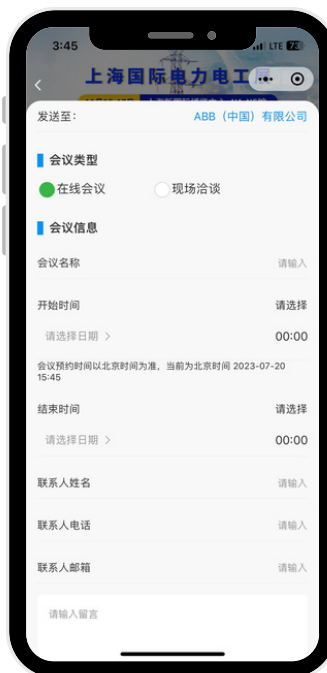 3:45
LTE 72
上海国际电力电工
发送至:
ABB（中国）有限公司
会议类型
在线会议
现场洽谈
会议信息
会议名称
请输入
开始时间
请选择
请选择日期 >
00:00
会议预约时间以北京时间为准，当前为北京时间 2023-07-20
15:45
结束时间
请选择
请选择日期 >
00:00
联系人姓名
请输入
联系人电话
请输入
联系人邮箱
请输入
请输入留言